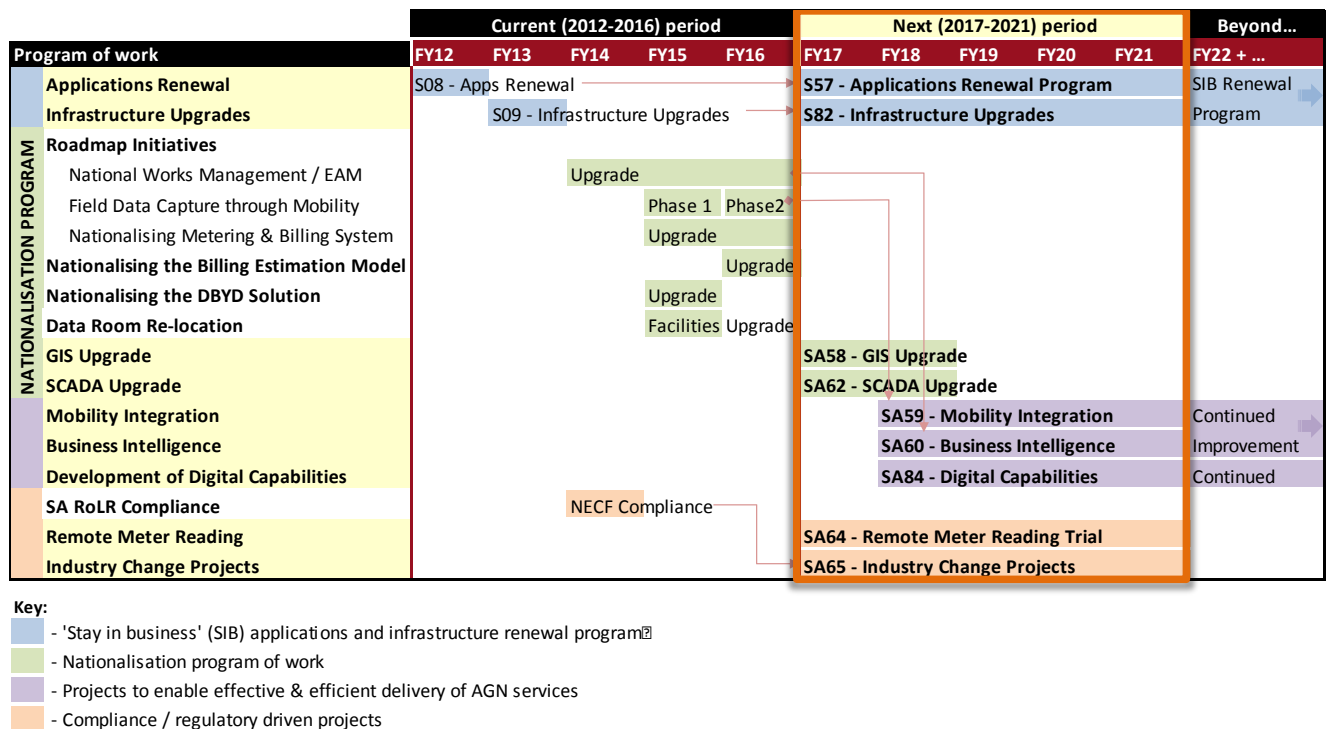 Current (2012-2016) period Next (2017-2021) period Beyond...
Program of work FY12 FY13 FY14 FY15 FY16 FY17 FY18 FY19 FY20 FY21 FY22 + ...
Applications Renewal S08 - Apps Renewal S57 - Applications Renewal Program SIB Renewal
Infrastructure Upgrades S09 - Infrastructure Upgrades S82 - Infrastructure Upgrades Program
NATIONALISATION PROGRAM
Roadmap Initiatives
National Works Management / EAM Upgrade
Field Data Capture through Mobility Phase 1 Phase2
Nationalising Metering & Billing System Upgrade
Nationalising the Billing Estimation Model Upgrade
Nationalising the DBYD Solution Upgrade
Data Room Re-location Facilities Upgrade
GIS Upgrade SA58 - GIS Upgrade
SCADA Upgrade SA62 - SCADA Upgrade
Mobility Integration SA59 - Mobility Integration Continued
Business Intelligence SA60 - Business Intelligence Improvement
Development of Digital Capabilities SA84 - Digital Capabilities Continued
SA RoLR Compliance NECF Compliance
Remote Meter Reading SA64 - Remote Meter Reading Trial
Industry Change Projects SA65 - Industry Change Projects
Key:
- 'Stay in business' (SIB) applications and infrastructure renewal program
- Nationalisation program of work
- Projects to enable effective & efficient delivery of AGN services
- Compliance / regulatory driven projects